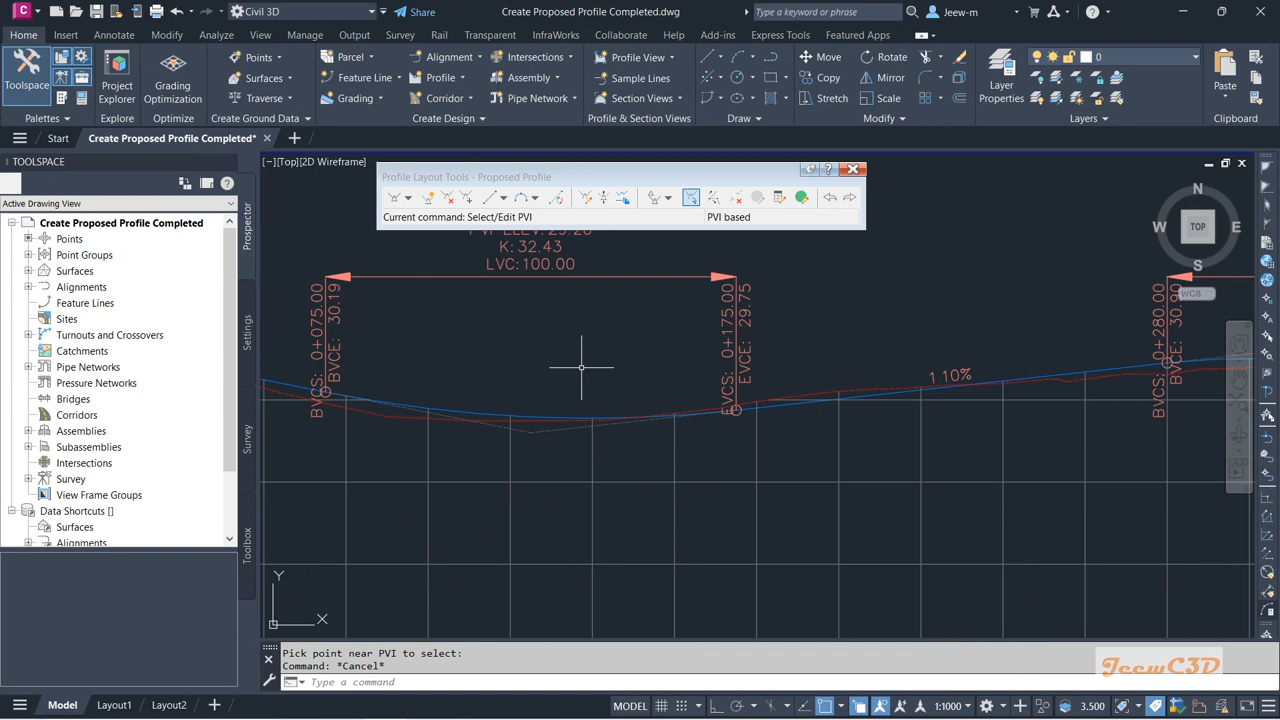 Civil 3D
Share
Create Proposed Profile Completed.dwg
Type a keyword or phrase
Jeew-m
Home Insert Annotate Modify Analyze View Manage Output Survey Rail Transparent InfraWorks Collaborate Help Add-ins Express Tools Featured Apps
Toolspace
Project Explorer
Grading Optimization
Points
Surfaces
Traverse
Parcel
Feature Line
Grading
Alignment
Profile
Corridor
Intersections
Assembly
Pipe Network
Profile View
Sample Lines
Section Views
Move
Copy
Stretch
Rotate
Mirror
Scale
Layer Properties
0
Paste
Palettes Explore Optimize Create Ground Data Create Design Profile & Section Views Draw Modify Layers Clipboard
Start
Create Proposed Profile Completed*
TOOLSPACE
Active Drawing View
Create Proposed Profile Completed
Points
Point Groups
Surfaces
Alignments
Feature Lines
Sites
Turnouts and Crossovers
Catchments
Pipe Networks
Pressure Networks
Bridges
Corridors
Assemblies
Subassemblies
Intersections
Survey
View Frame Groups
Data Shortcuts []
Surfaces
Alignments
Prospector
Settings
Survey
Toolbox
[−][Top][2D Wireframe]
Profile Layout Tools - Proposed Profile
Current command: Select/Edit PVI
PVI based
K: 32.43
LVC:100.00
BVCS: 0+075.00
BVCE: 30.19
EVCS: 0+175.00
EVCE: 29.75
1.10%
BVCS: 0+280.00
BVCE: 30.90
N
W
TOP
E
S
WCS
Y
X
Pick point near PVI to select:
Command: *Cancel*
Type a command
JeewC3D
Model Layout1 Layout2
MODEL
1:1000
3.500